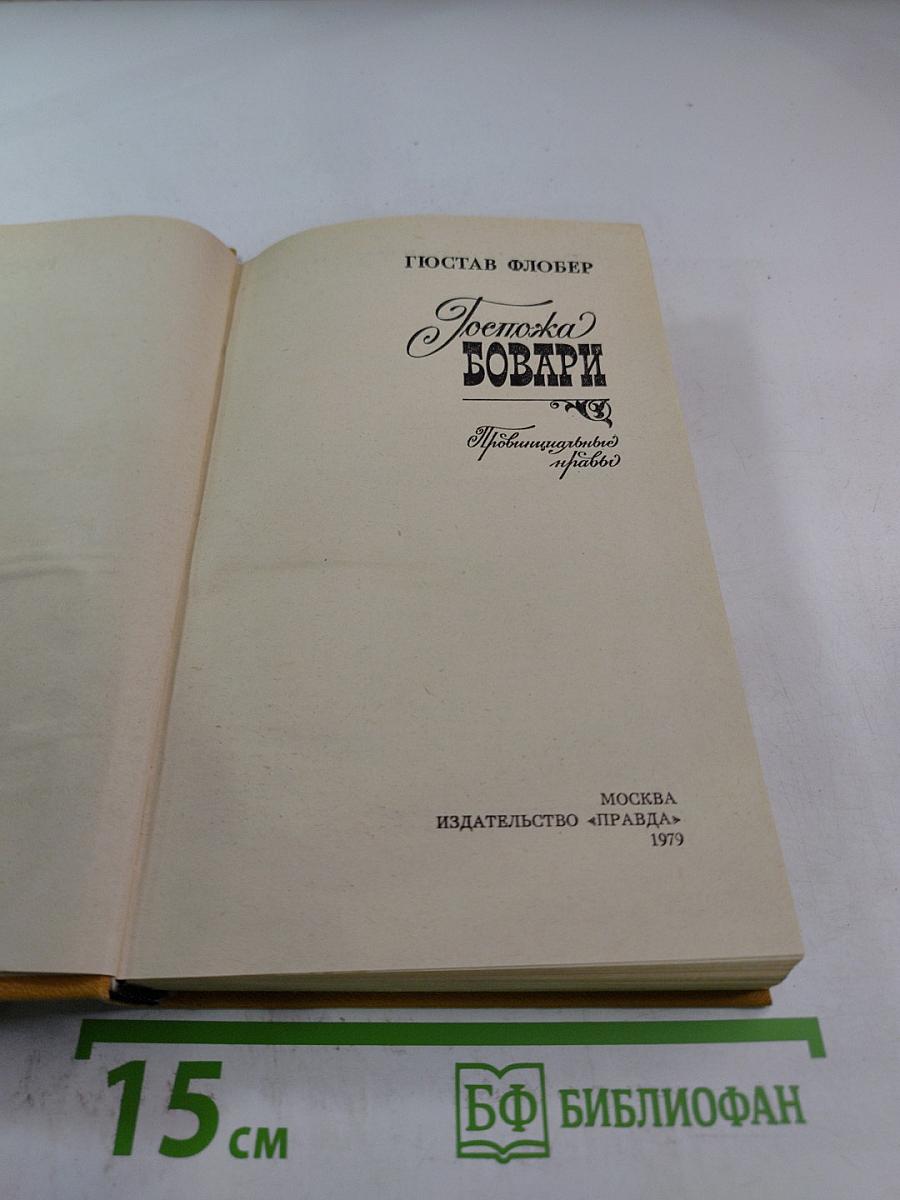 ГЮСТАВ ФЛОБЕР
Госпожа
БОВАРИ
Провинциальные
нравы
МОСКВА
ИЗДАТЕЛЬСТВО «ПРАВДА»
1979
15 см
БФ БИБЛИОФАН